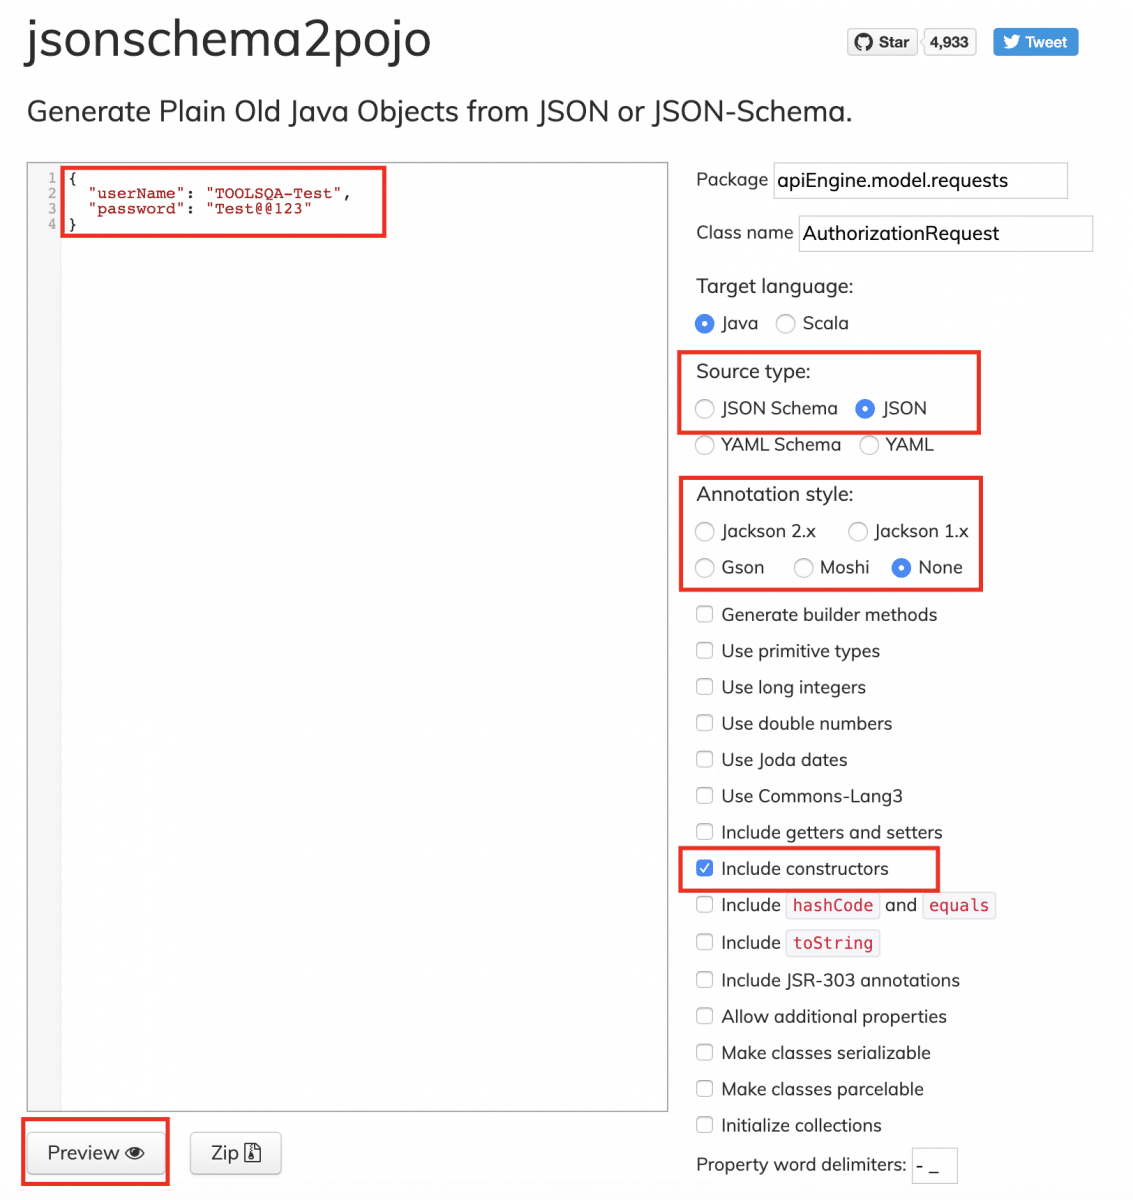 jsonschema2pojo
Star 4,933 Tweet
Generate Plain Old Java Objects from JSON or JSON-Schema.
1 {
2 "userName": "TOOLSQA-Test",
3 "password": "Test@@123"
4 }
Package apiEngine.model.requests
Class name AuthorizationRequest
Target language:
Java Scala
Source type:
JSON Schema JSON
YAML Schema YAML
Annotation style:
Jackson 2.x Jackson 1.x
Gson Moshi None
Generate builder methods
Use primitive types
Use long integers
Use double numbers
Use Joda dates
Use Commons-Lang3
Include getters and setters
Include constructors
Include hashCode and equals
Include toString
Include JSR-303 annotations
Allow additional properties
Make classes serializable
Make classes parcelable
Initialize collections
Property word delimiters: - _
Preview Zip